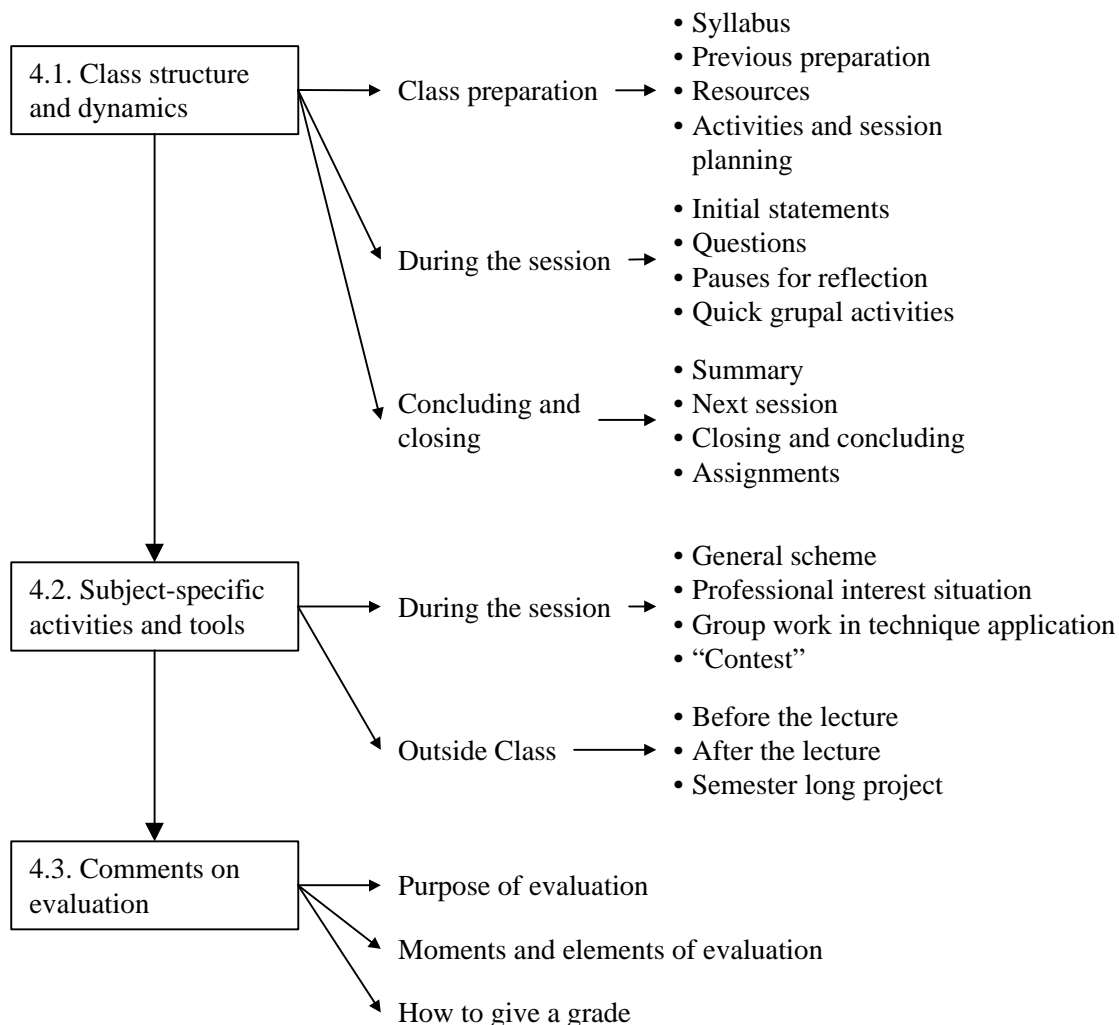 4.1. Class structure
and dynamics
Class preparation
• Syllabus
• Previous preparation
• Resources
• Activities and session
planning
During the session
• Initial statements
• Questions
• Pauses for reflection
• Quick grupal activities
Concluding and
closing
• Summary
• Next session
• Closing and concluding
• Assignments
4.2. Subject-specific
activities and tools
During the session
• General scheme
• Professional interest situation
• Group work in technique application
• “Contest”
Outside Class
• Before the lecture
• After the lecture
• Semester long project
4.3. Comments on
evaluation
Purpose of evaluation
Moments and elements of evaluation
How to give a grade